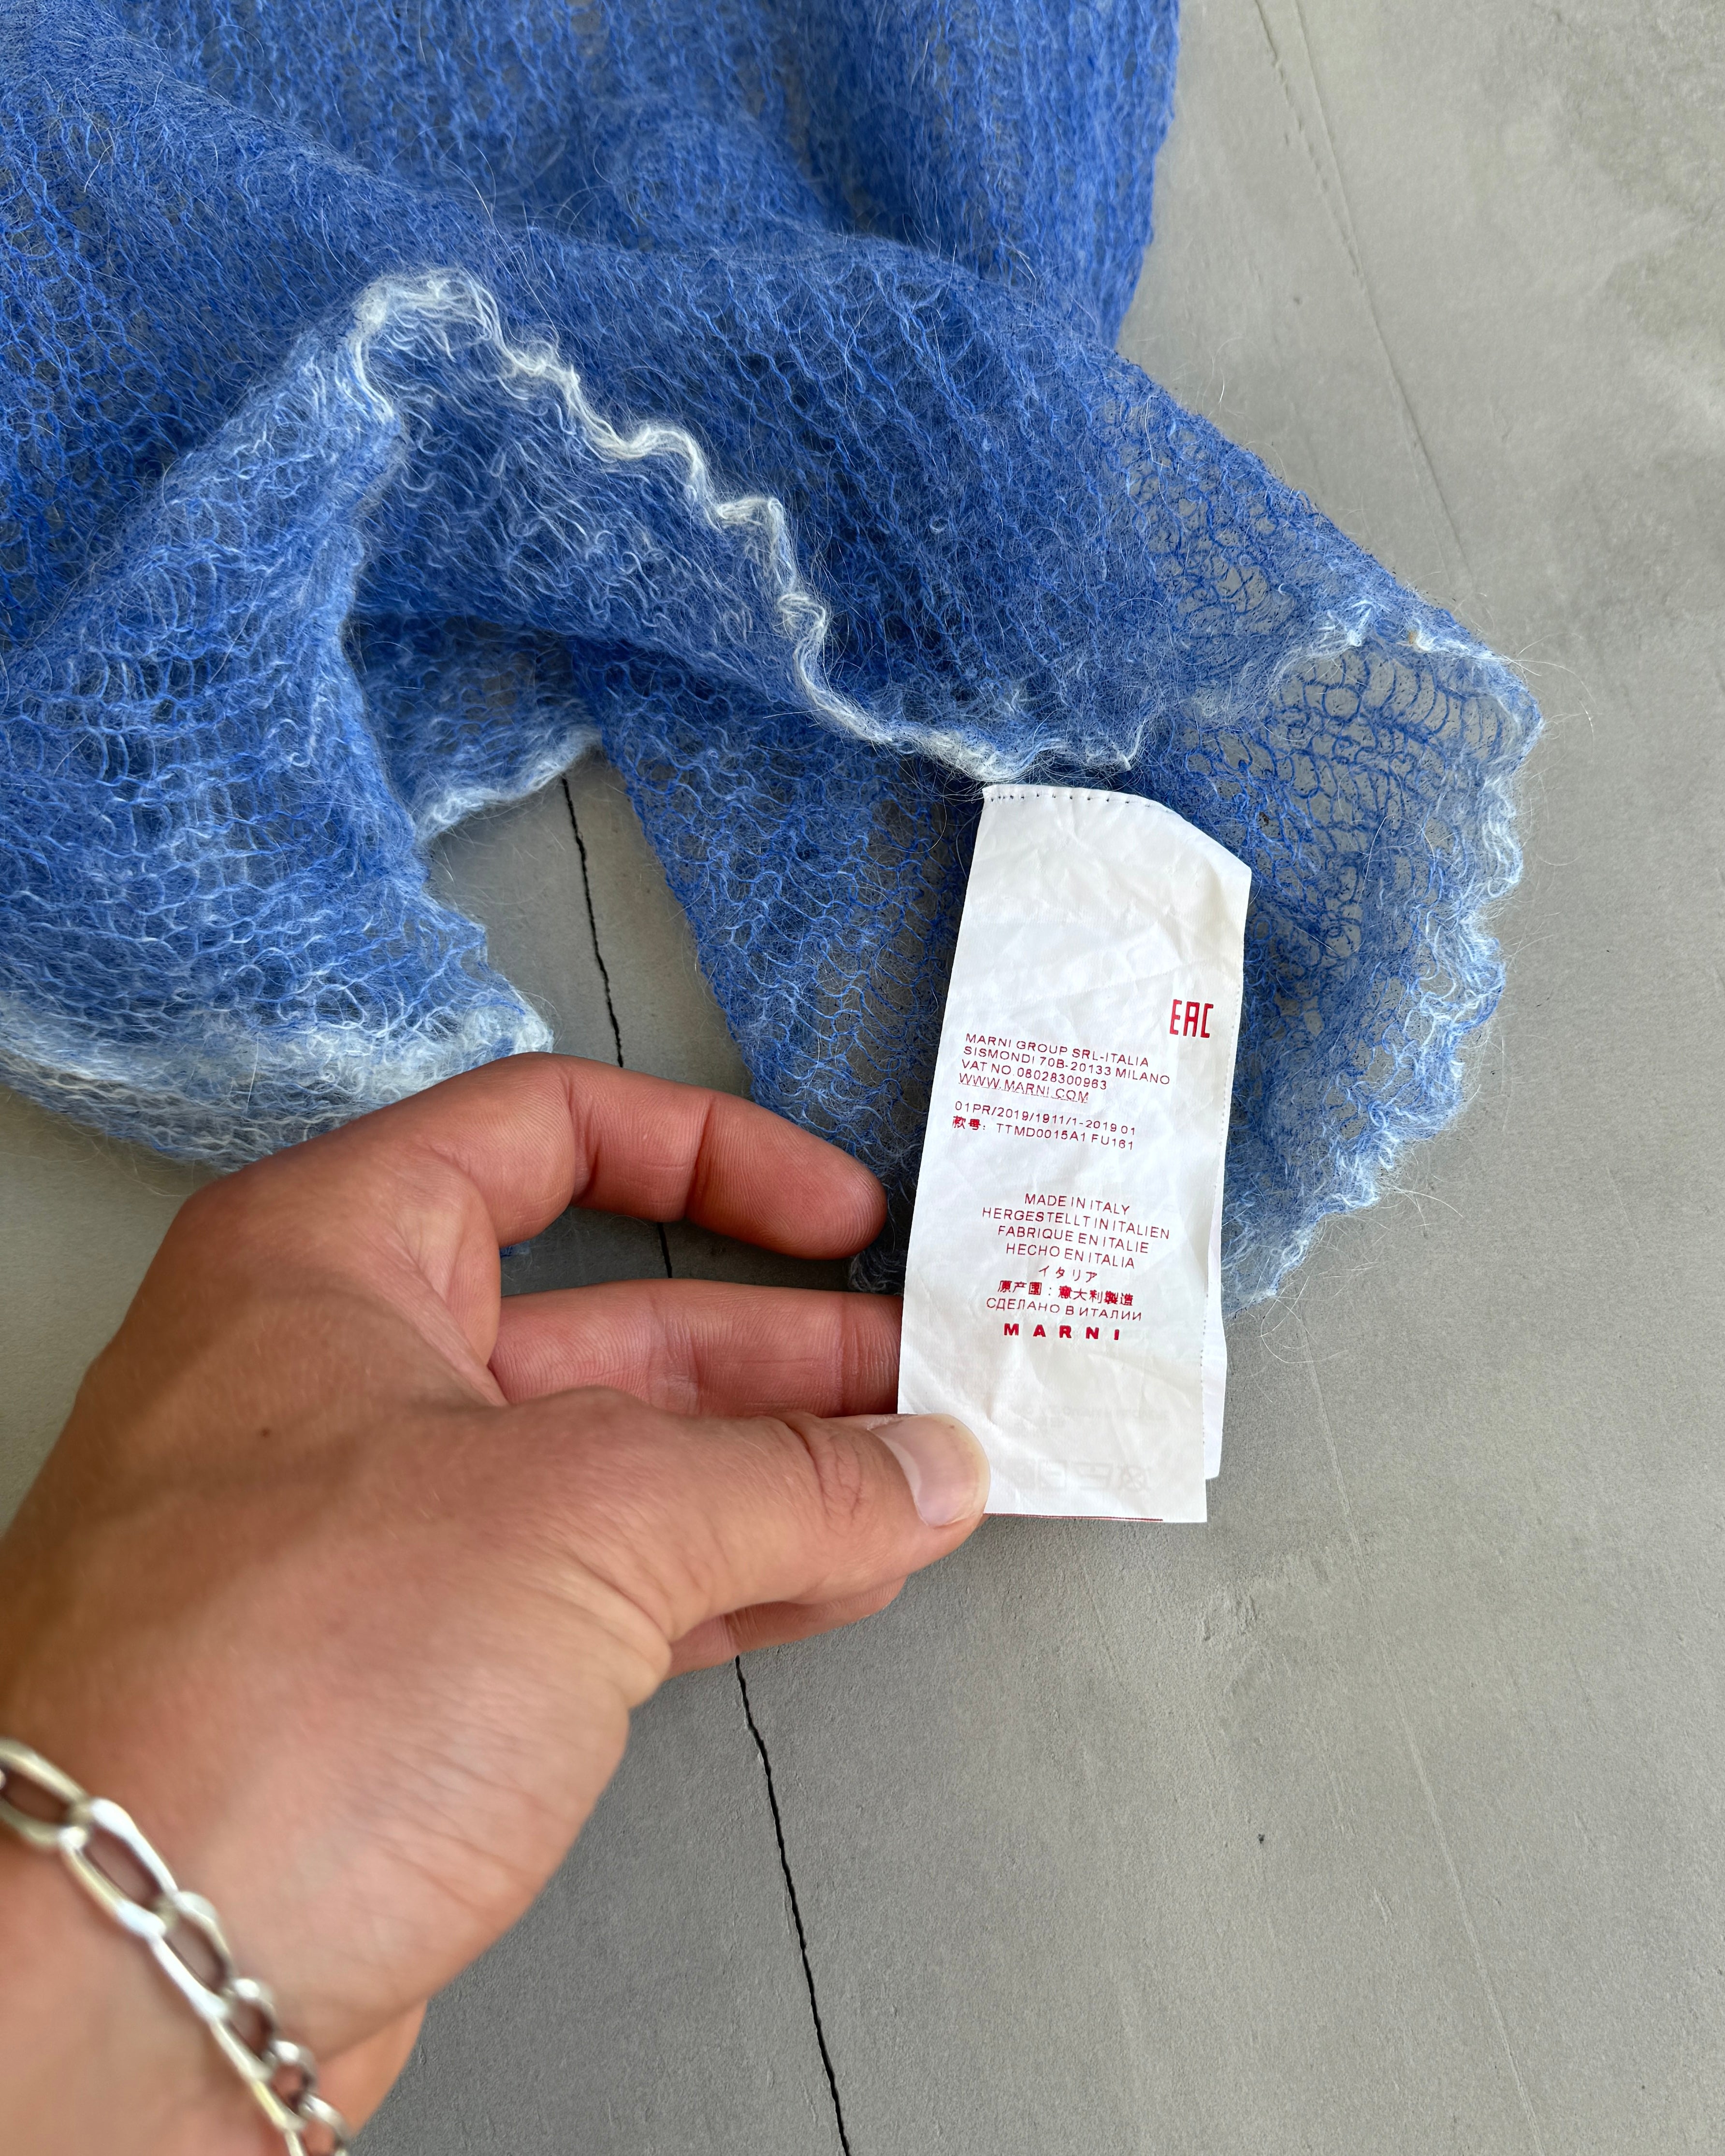 EAC
MARNI GROUP SRL-ITALIA
SISMONDI 70B-20133 MILANO
VAT NO 08028300963
WWW.MARNI.COM
01PR/2019/1911/1-2019 01
款号: TTMD0015A1 FU161
MADE IN ITALY
HERGESTELLT IN ITALIEN
FABRIQUE EN ITALIE
HECHO EN ITALIA
イタリア
原产國：意大利製造
СДЕЛАНО В ИТАЛИИ
MARNI